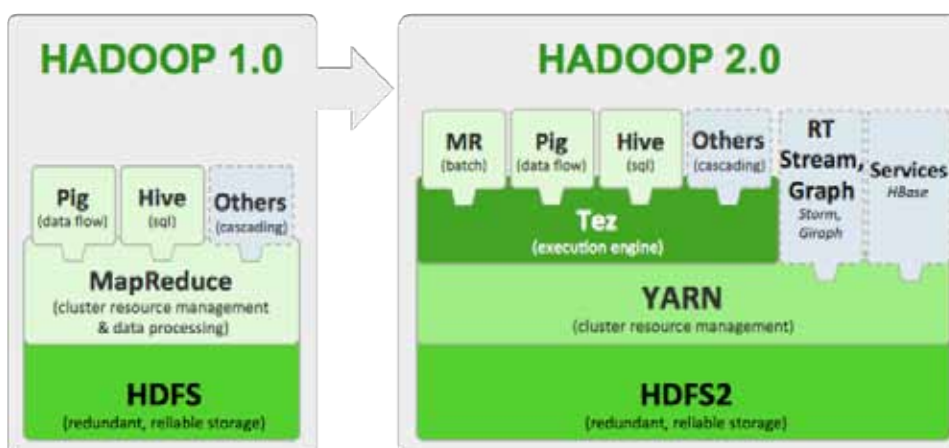 HADOOP 1.0
Pig
(data flow)
Hive
(sql)
Others
(cascading)
MapReduce
(cluster resource management
& data processing)
HDFS
(redundant, reliable storage)
HADOOP 2.0
MR
(batch)
Pig
(data flow)
Hive
(sql)
Others
(cascading)
RT
Stream,
Graph
Storm,
Giraph
Services
HBase
Tez
(execution engine)
YARN
(cluster resource management)
HDFS2
(redundant, reliable storage)